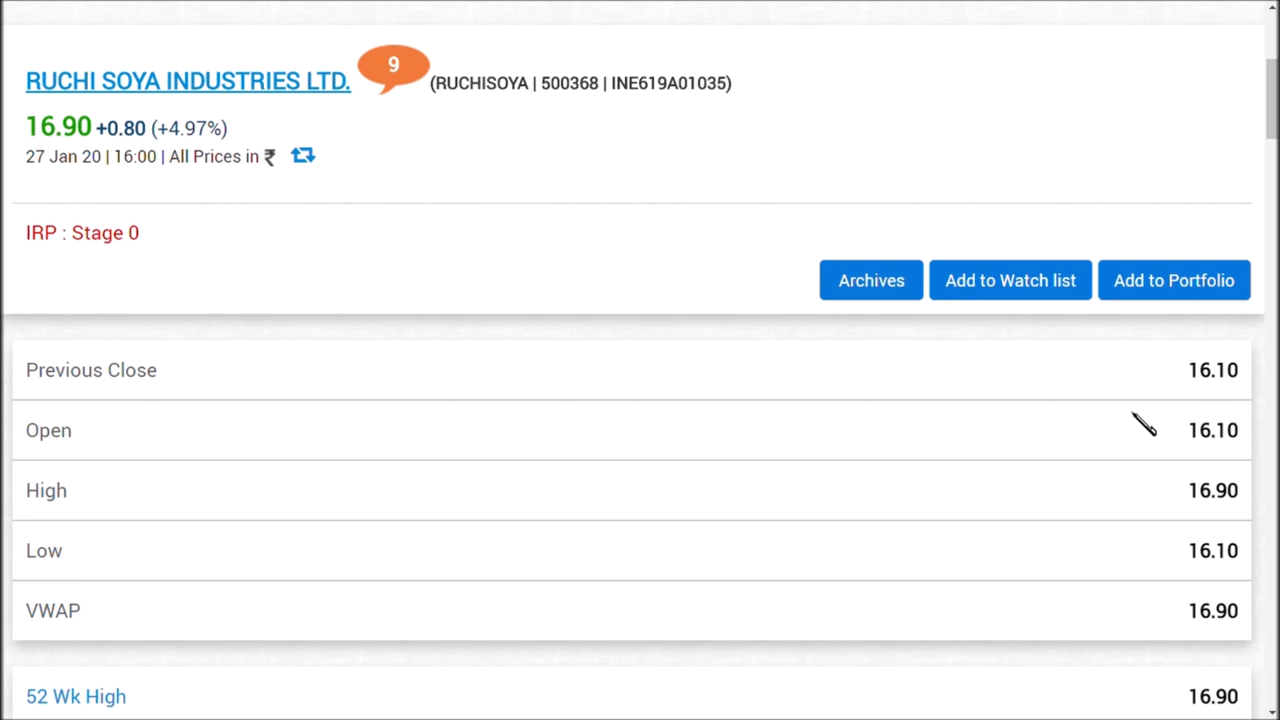 RUCHI SOYA INDUSTRIES LTD. 9 (RUCHISOYA | 500368 | INE619A01035)
16.90 +0.80 (+4.97%)
27 Jan 20 | 16:00 | All Prices in ₹
IRP : Stage 0
Archives Add to Watch list Add to Portfolio
Previous Close 16.10
Open 16.10
High 16.90
Low 16.10
VWAP 16.90
52 Wk High 16.90